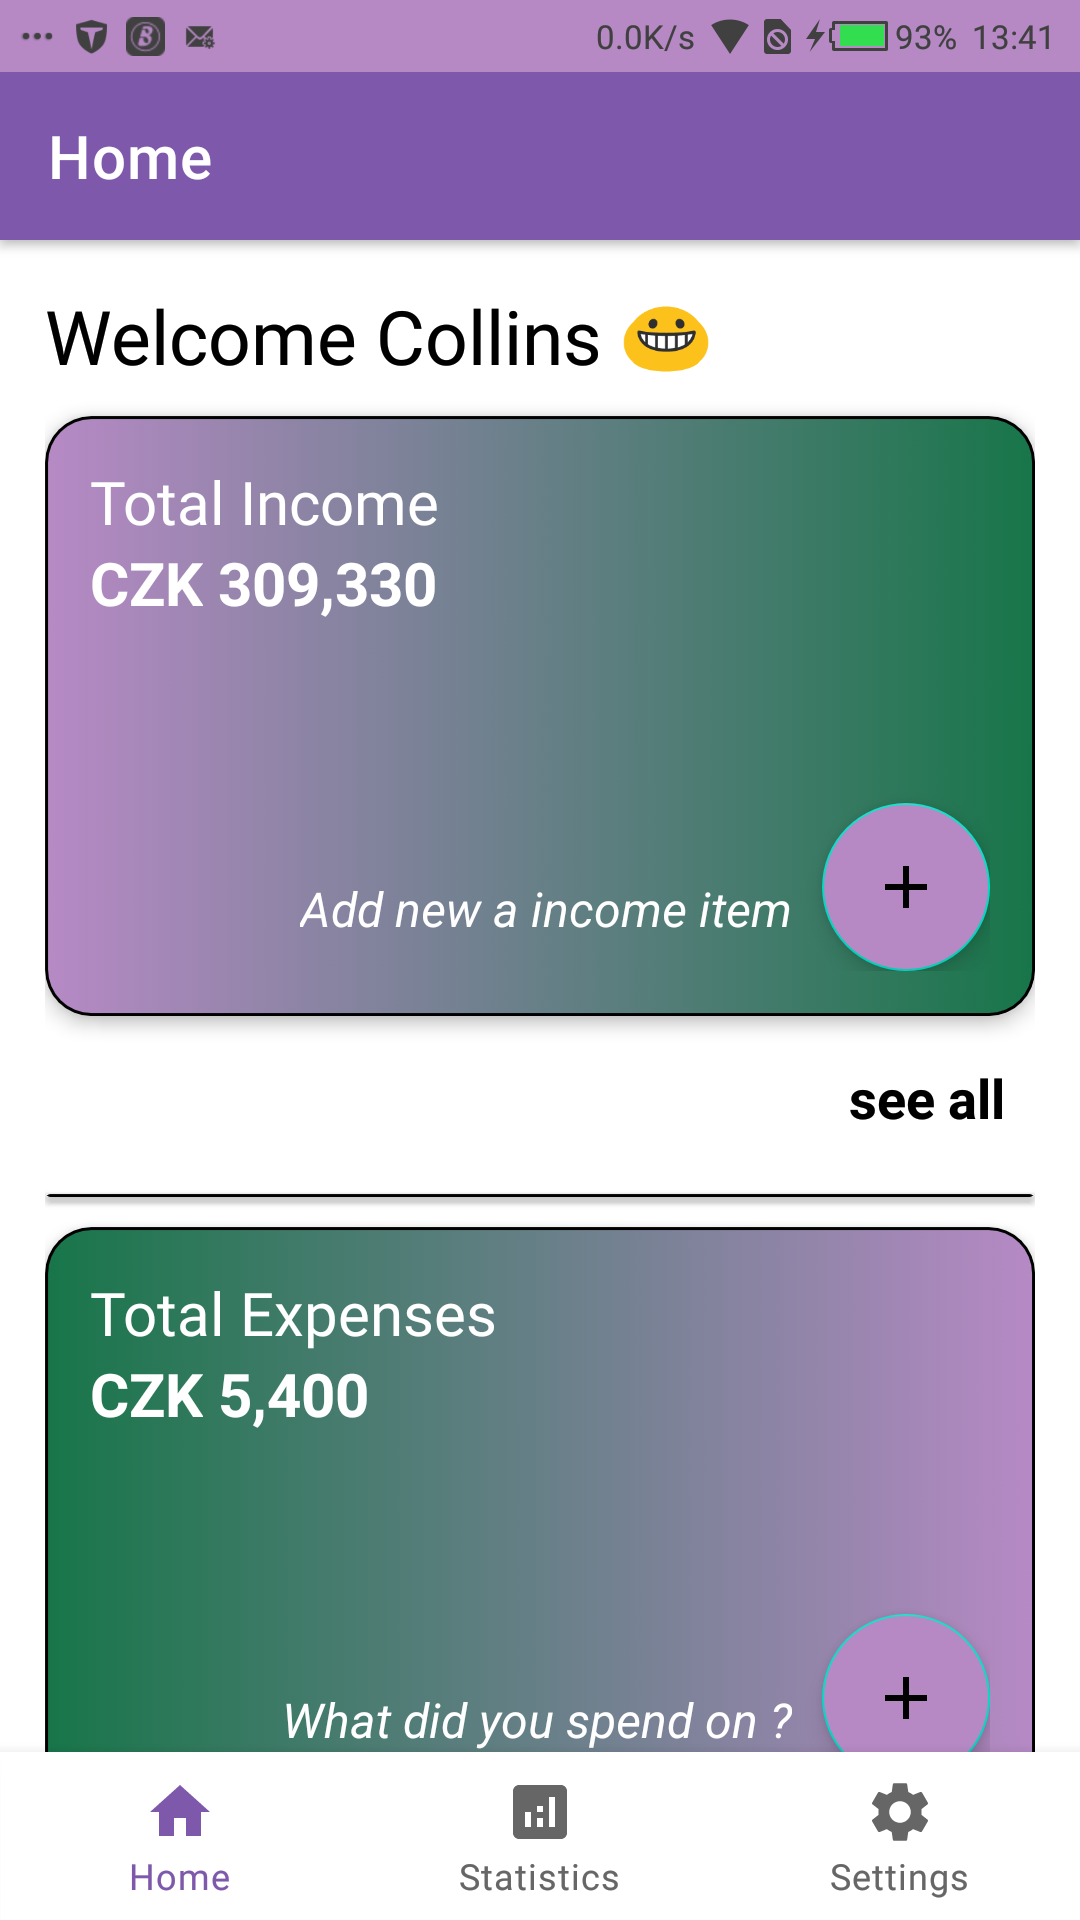 0.0K/s 93% 13:41
Home
Welcome Collins 😀
Total Income
CZK 309,330
Add new a income item
see all
Total Expenses
CZK 5,400
What did you spend on ?
Home Statistics Settings